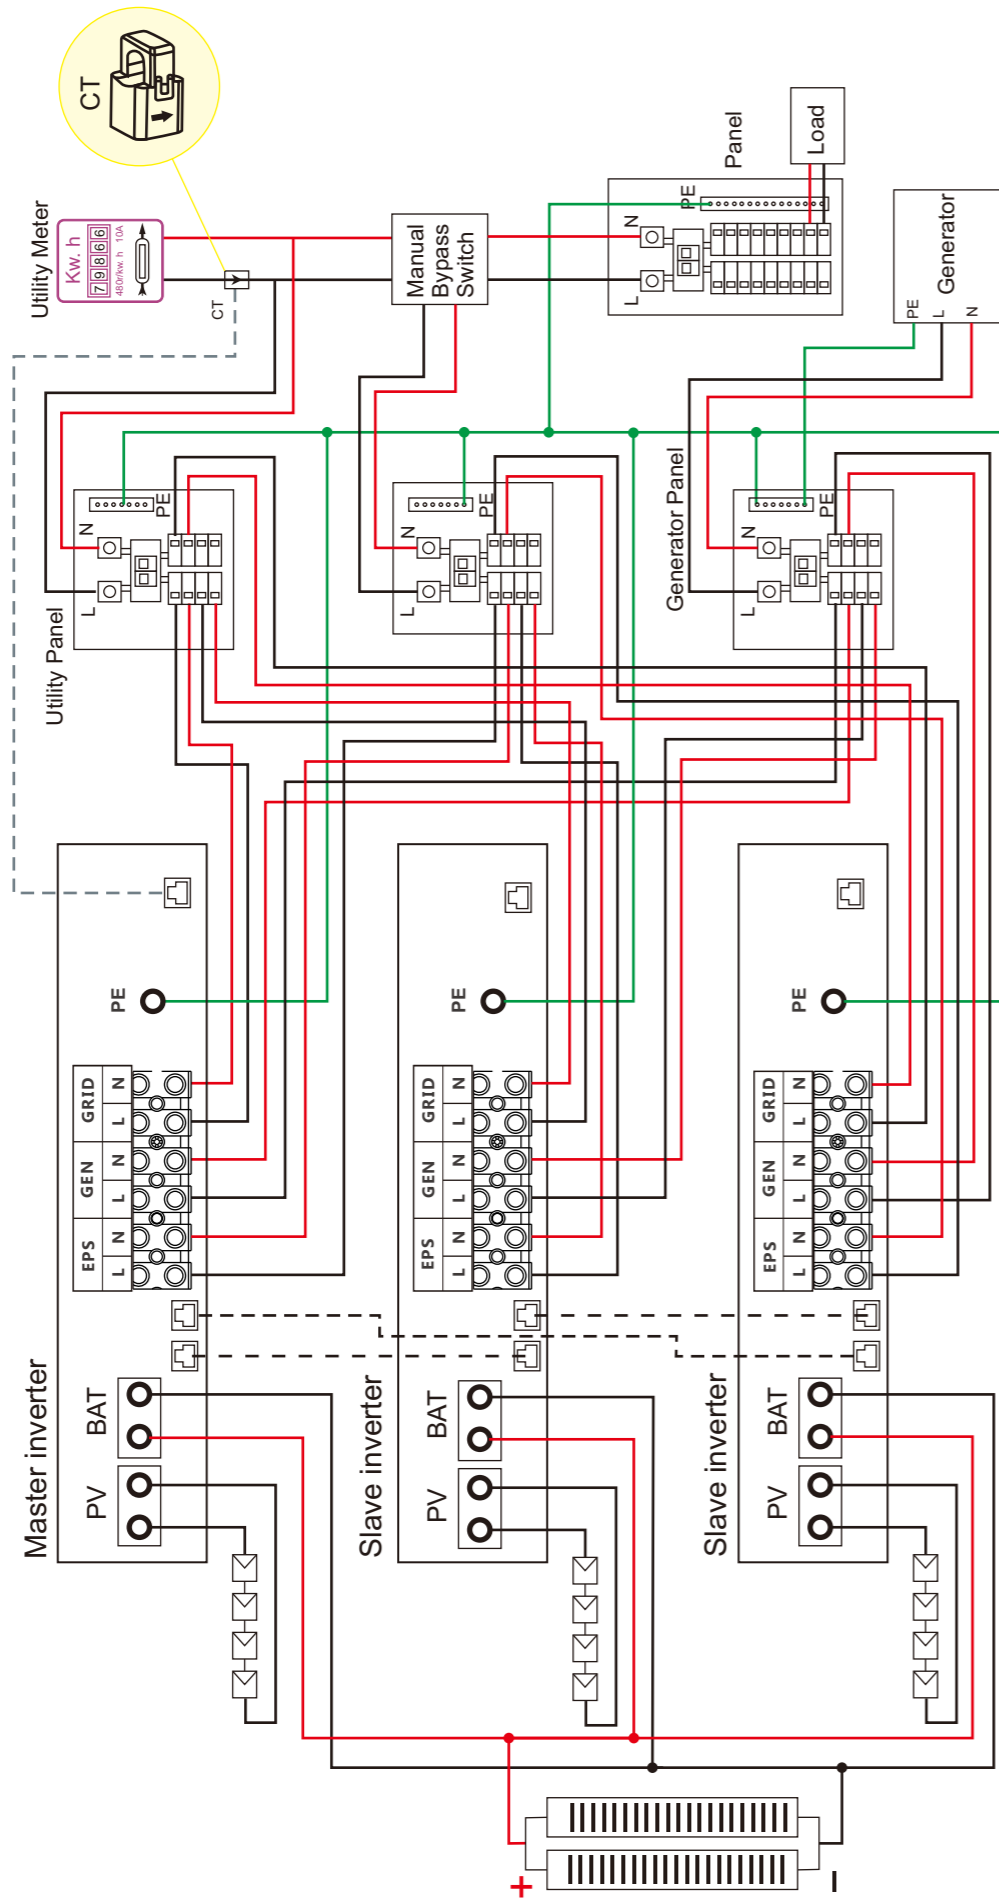 Master inverter
PV
BAT
EPS
GEN
GRID
L
N
L
N
L
N
PE
Utility Panel
L
N
PE
Utility Meter
Kw. h
7 9 8 6 6
480r/kw. h 10A
CT
CT
Slave inverter
PV
BAT
EPS
GEN
GRID
L
N
L
N
L
N
PE
L
N
PE
Manual
Bypass
Switch
+
−
Slave inverter
PV
BAT
EPS
GEN
GRID
L
N
L
N
L
N
PE
Generator Panel
L
N
PE
L
N
PE
Panel
Load
PE
L
N
Generator